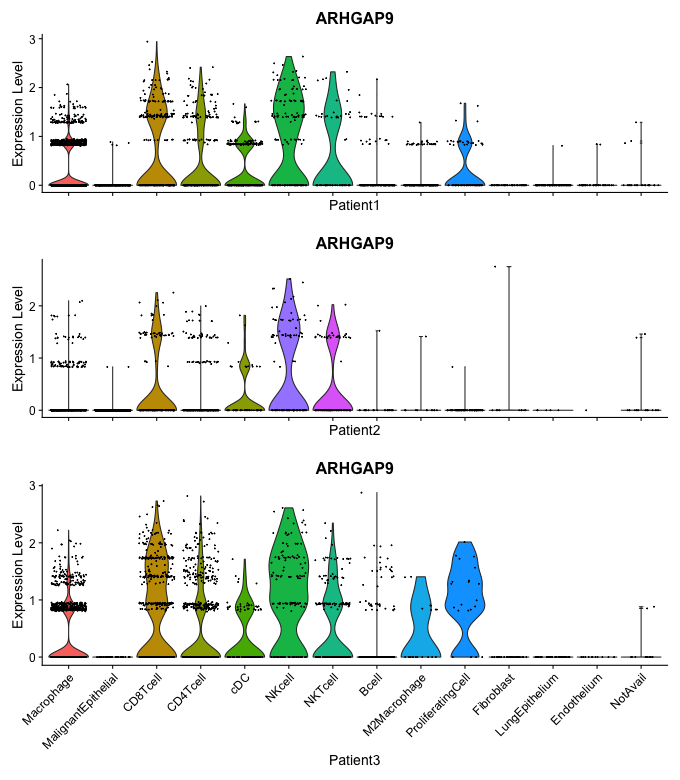 ARHGAP9
Expression Level
3
2
1
0
Patient1
ARHGAP9
Expression Level
2
1
0
Patient2
ARHGAP9
Expression Level
3
2
1
0
Macrophage
MalignantEpithelial
CD8Tcell
CD4Tcell
cDC
NKcell
NKTcell
Bcell
M2Macrophage
ProliferatingCell
Fibroblast
LungEpithelium
Endothelium
NotAvail
Patient3